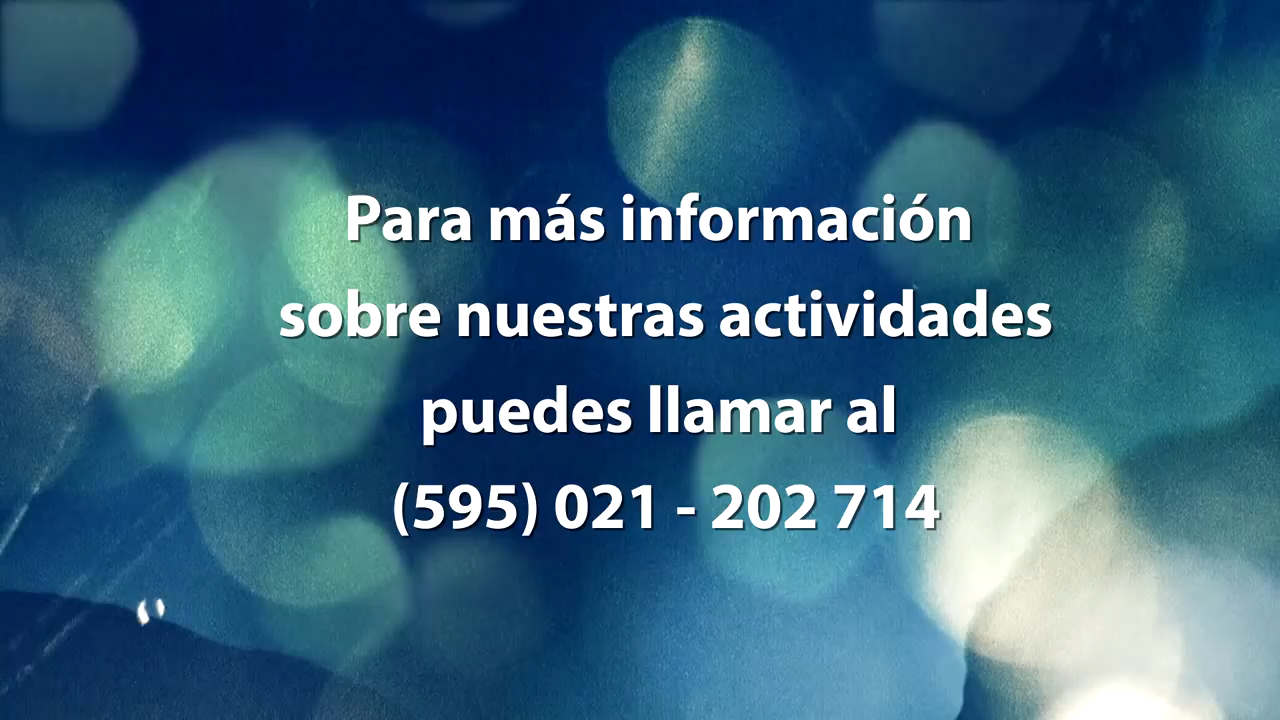 Para más información
sobre nuestras actividades
puedes llamar al
(595) 021 - 202 714